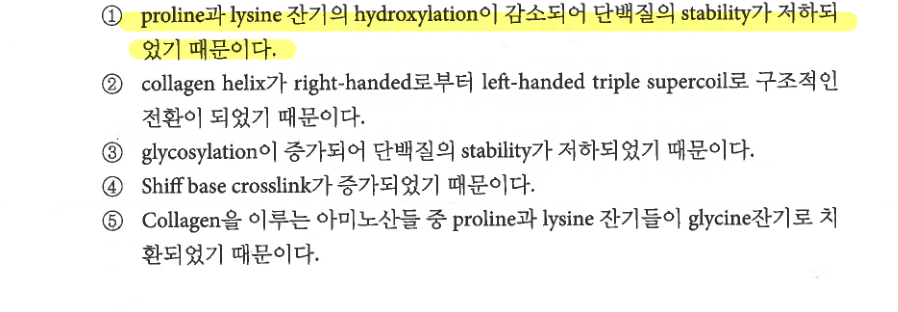 ① proline과 lysine 잔기의 hydroxylation이 감소되어 단백질의 stability가 저하되
었기 때문이다.
② collagen helix가 right-handed로부터 left-handed triple supercoil로 구조적인
전환이 되었기 때문이다.
③ glycosylation이 증가되어 단백질의 stability가 저하되었기 때문이다.
④ Shiff base crosslink가 증가되었기 때문이다.
⑤ Collagen을 이루는 아미노산들 중 proline과 lysine 잔기들이 glycine잔기로 치
환되었기 때문이다.